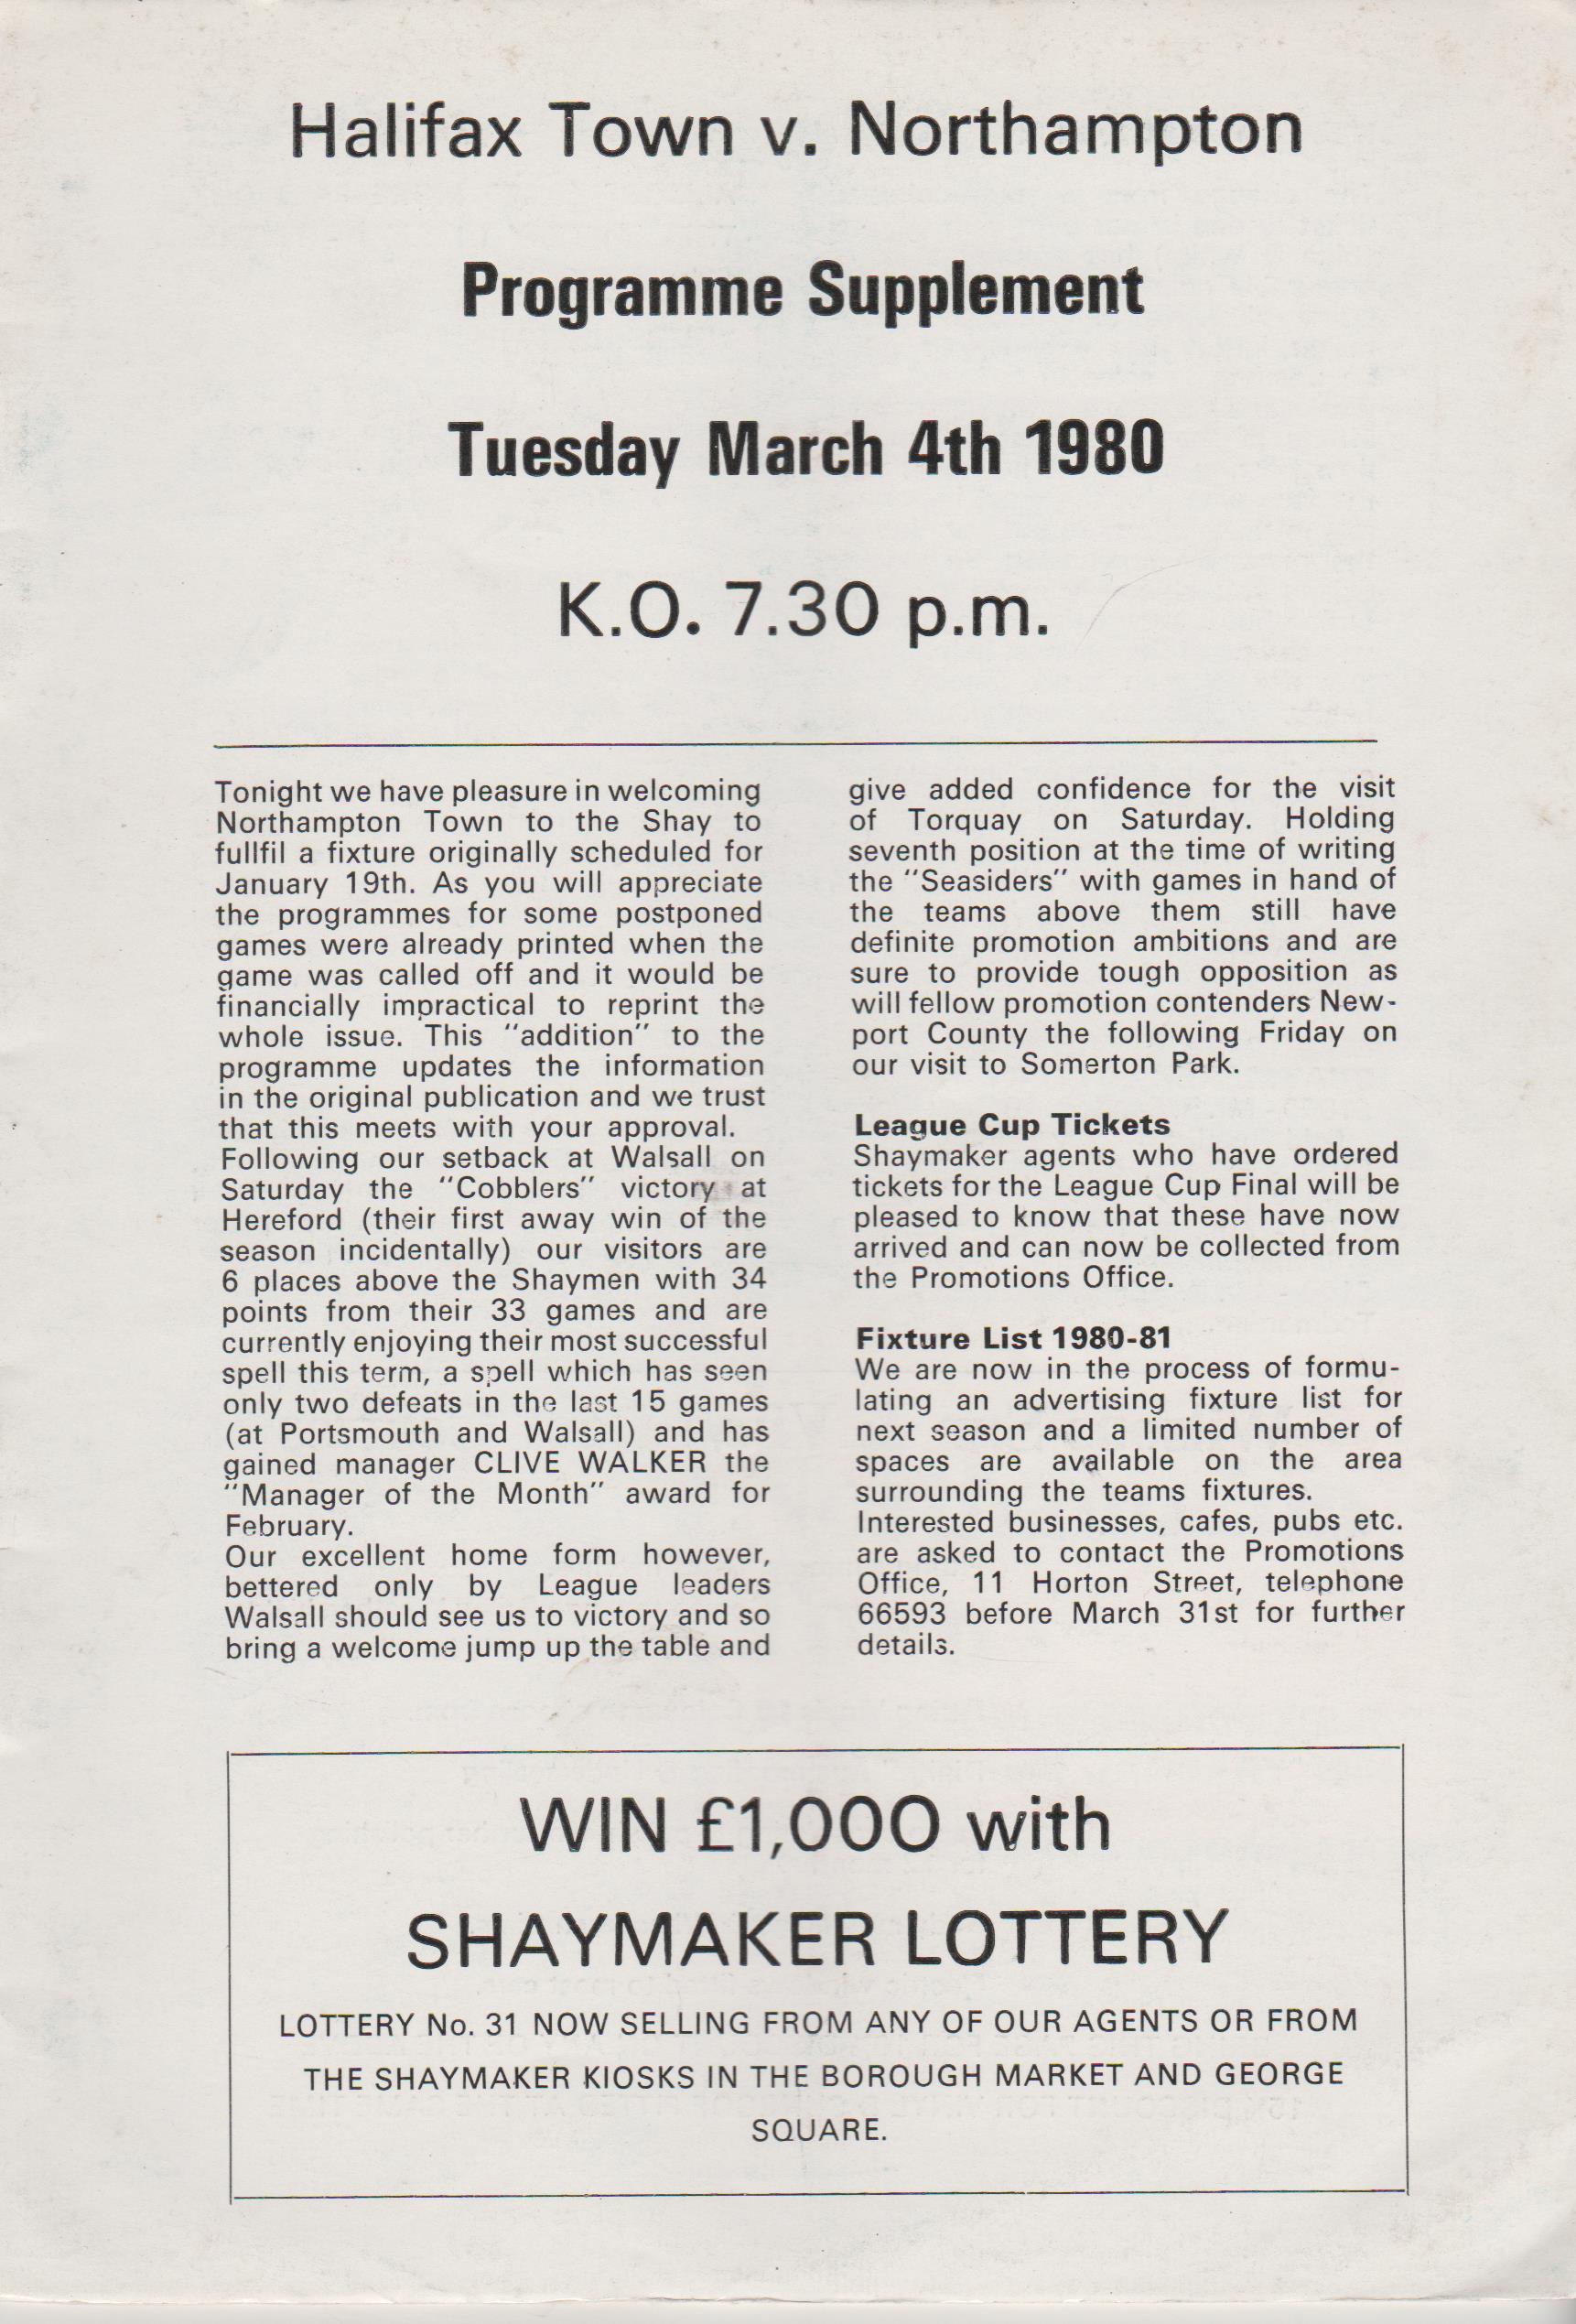 Halifax Town v. Northampton
Programme Supplement
Tuesday March 4th 1980
K.O. 7.30 p.m.
Tonight we have pleasure in welcoming
Northampton Town to the Shay to
fullfil a fixture originally scheduled for
January 19th. As you will appreciate
the programmes for some postponed
games were already printed when the
game was called off and it would be
financially impractical to reprint the
whole issue. This "addition" to the
programme updates the information
in the original publication and we trust
that this meets with your approval.
Following our setback at Walsall on
Saturday the "Cobblers" victory at
Hereford (their first away win of the
season incidentally) our visitors are
6 places above the Shaymen with 34
points from their 33 games and are
currently enjoying their most successful
spell this term, a spell which has seen
only two defeats in the last 15 games
(at Portsmouth and Walsall) and has
gained manager CLIVE WALKER the
"Manager of the Month" award for
February.
Our excellent home form however,
bettered only by League leaders
Walsall should see us to victory and so
bring a welcome jump up the table and
give added confidence for the visit
of Torquay on Saturday. Holding
seventh position at the time of writing
the "Seasiders" with games in hand of
the teams above them still have
definite promotion ambitions and are
sure to provide tough opposition as
will fellow promotion contenders New-
port County the following Friday on
our visit to Somerton Park.
League Cup Tickets
Shaymaker agents who have ordered
tickets for the League Cup Final will be
pleased to know that these have now
arrived and can now be collected from
the Promotions Office.
Fixture List 1980-81
We are now in the process of formu-
lating an advertising fixture list for
next season and a limited number of
spaces are available on the area
surrounding the teams fixtures.
Interested businesses, cafes, pubs etc.
are asked to contact the Promotions
Office, 11 Horton Street, telephone
66593 before March 31st for further
details.
WIN £1,000 with
SHAYMAKER LOTTERY
LOTTERY No. 31 NOW SELLING FROM ANY OF OUR AGENTS OR FROM
THE SHAYMAKER KIOSKS IN THE BOROUGH MARKET AND GEORGE
SQUARE.